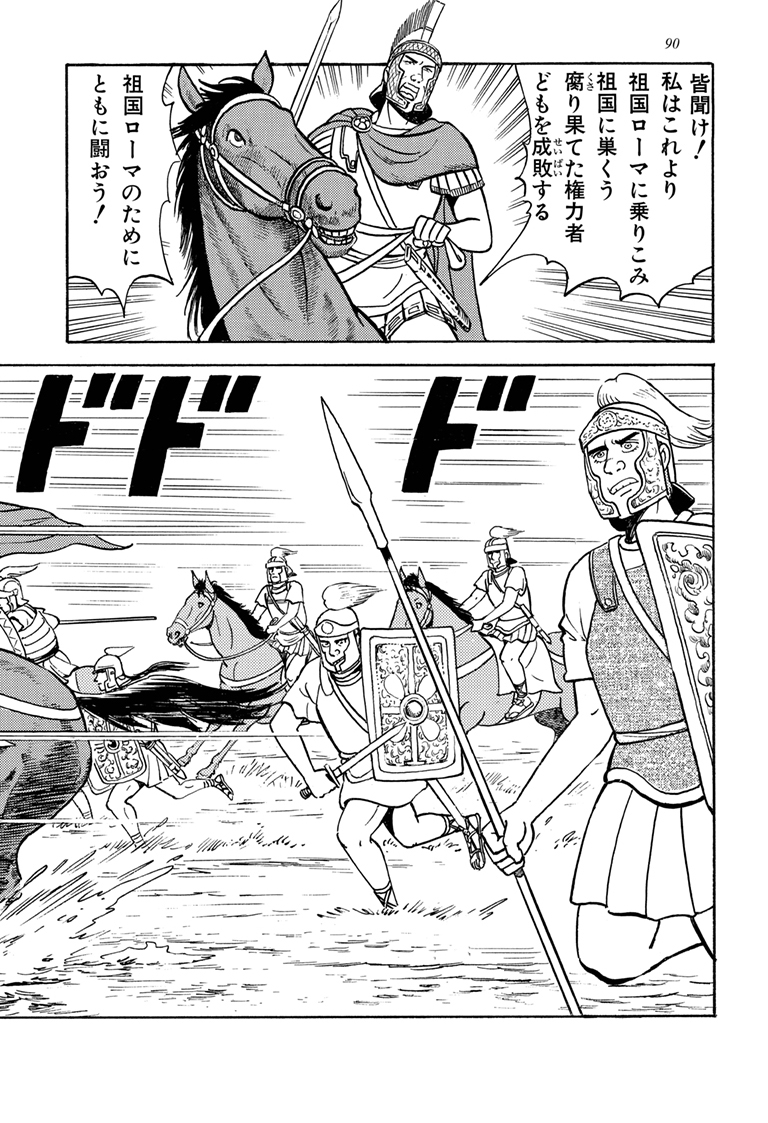 90
皆聞け！
私はこれより
祖国ローマに乗りこみ
祖国に巣くう
腐り果てた権力者
どもを成敗する
祖国ローマのために
ともに闘おう！
ド
ドド